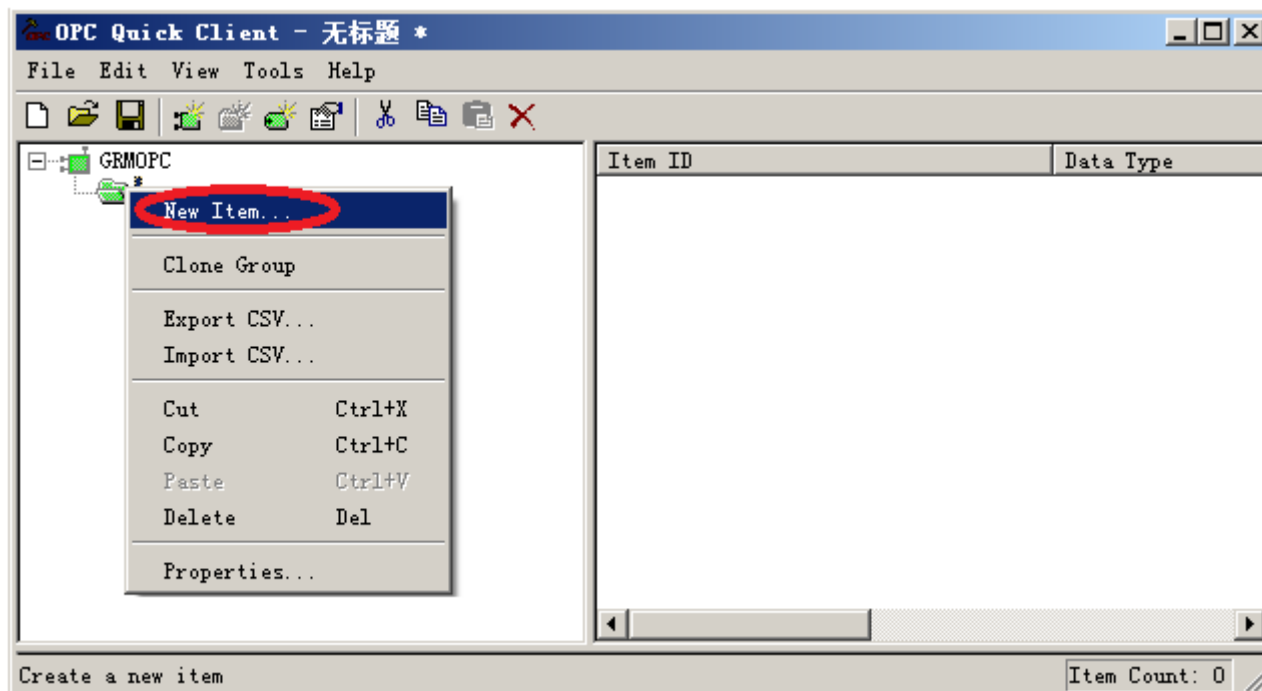 OPC Quick Client - 无标题 *
File Edit View Tools Help
GRMOPC
*
Item ID Data Type
New Item...
Clone Group
Export CSV...
Import CSV...
Cut Ctrl+X
Copy Ctrl+C
Paste Ctrl+V
Delete Del
Properties...
Create a new item Item Count: 0